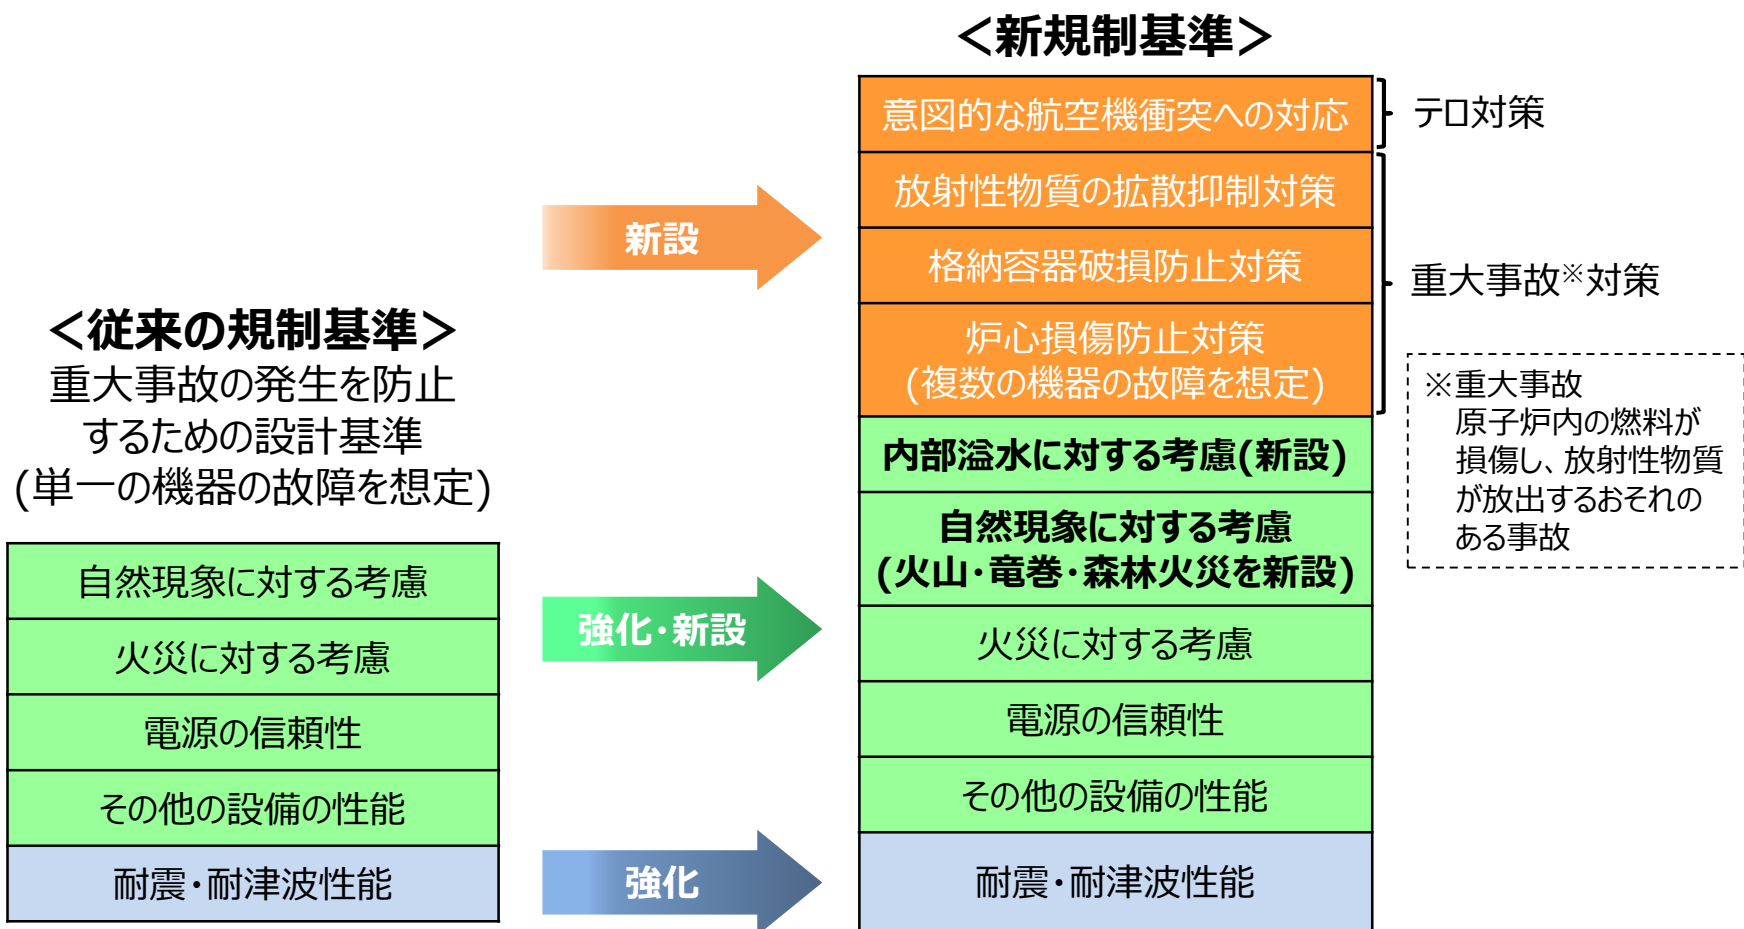 ＜従来の規制基準＞
重大事故の発生を防止
するための設計基準
(単一の機器の故障を想定)
自然現象に対する考慮
火災に対する考慮
電源の信頼性
その他の設備の性能
耐震・耐津波性能
新設
強化・新設
強化
＜新規制基準＞
意図的な航空機衝突への対応
放射性物質の拡散抑制対策
格納容器破損防止対策
炉心損傷防止対策
(複数の機器の故障を想定)
内部溢水に対する考慮(新設)
自然現象に対する考慮
(火山・竜巻・森林火災を新設)
火災に対する考慮
電源の信頼性
その他の設備の性能
耐震・耐津波性能
テロ対策
重大事故※対策
※重大事故
原子炉内の燃料が
損傷し、放射性物質
が放出するおそれの
ある事故